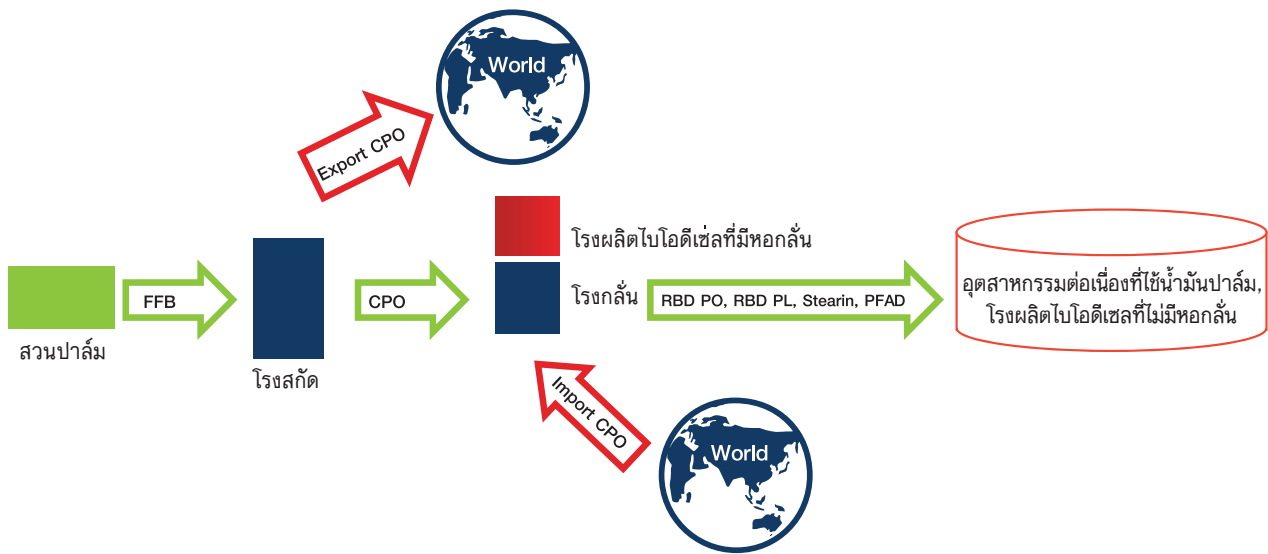 World
Export CPO
โรงผลิตไบโอดีเซ่ลที่มีหอกลั่น
FFB
CPO
โรงกลั่น
RBD PO, RBD PL, Stearin, PFAD
อุตสาหกรรมต่อเนื่องที่ใช้น้ำมันปาล์ม,
โรงผลิตไบโอดีเซลที่ไม่มีหอกลั่น
สวนปาล์ม
โรงสกัด
Import CPO
World